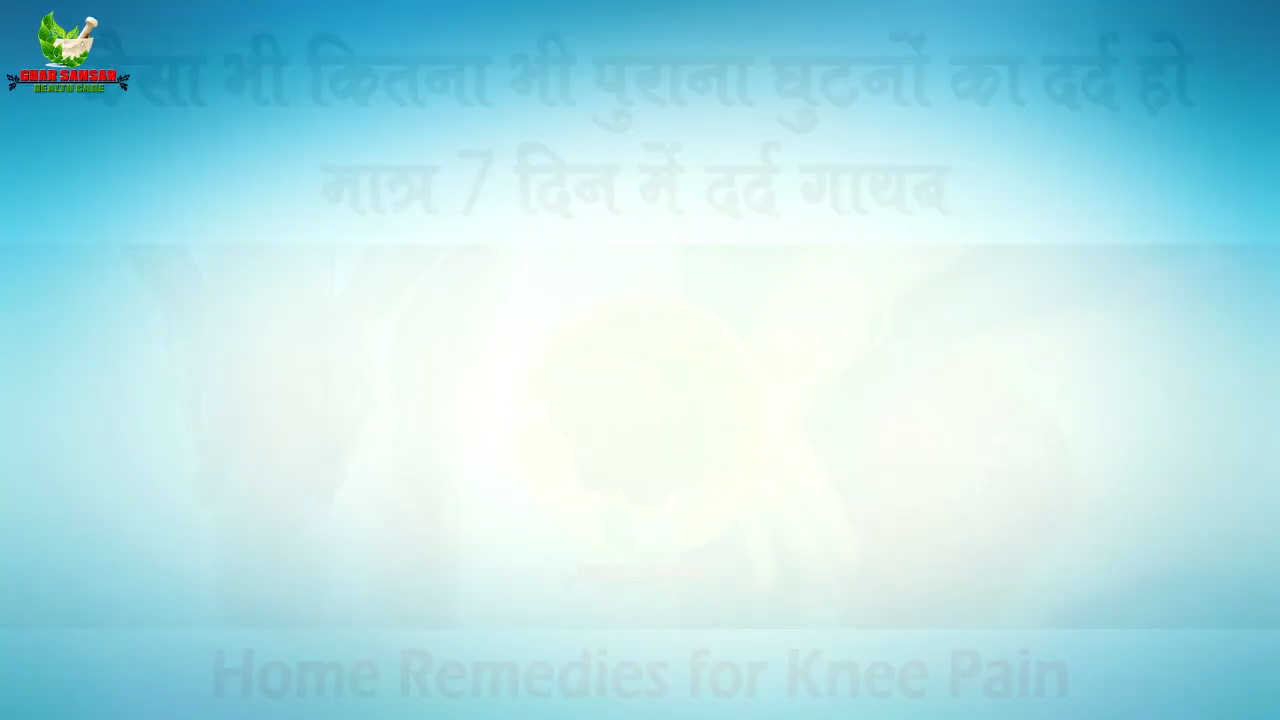 GHAR SANSAR
HEALTH CARE
कैसा भी कितना भी पुराना घुटनों का दर्द हो
मात्र 7 दिन में दर्द गायब
Home Remedies for Knee Pain